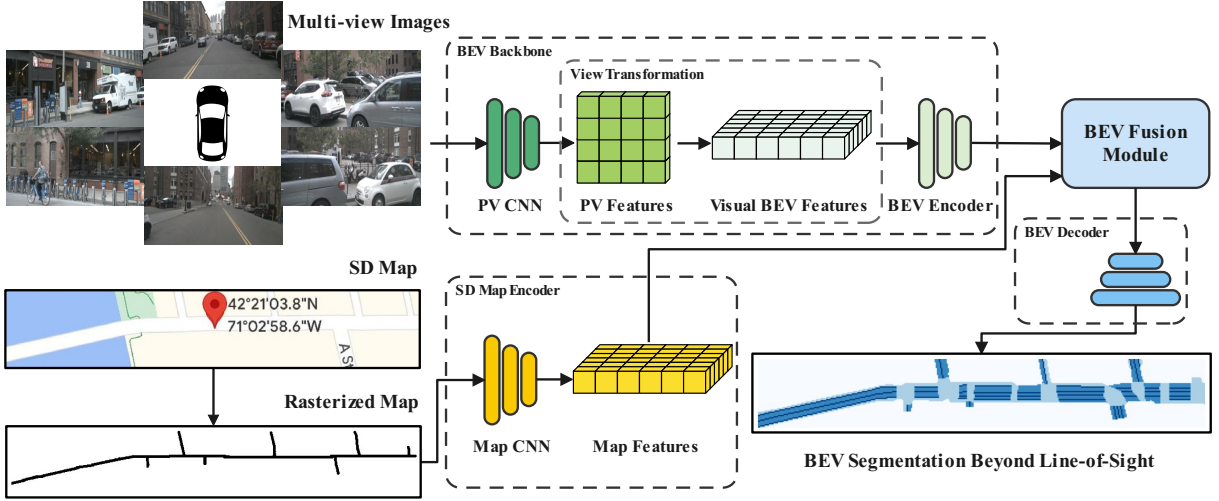 Multi-view Images
BEV Backbone
View Transformation
PV CNN
PV Features
Visual BEV Features
BEV Encoder
BEV Fusion
Module
BEV Decoder
SD Map
42°21'03.8"N
71°02'58.6"W
A St
SD Map Encoder
Rasterized Map
Map CNN
Map Features
BEV Segmentation Beyond Line-of-Sight